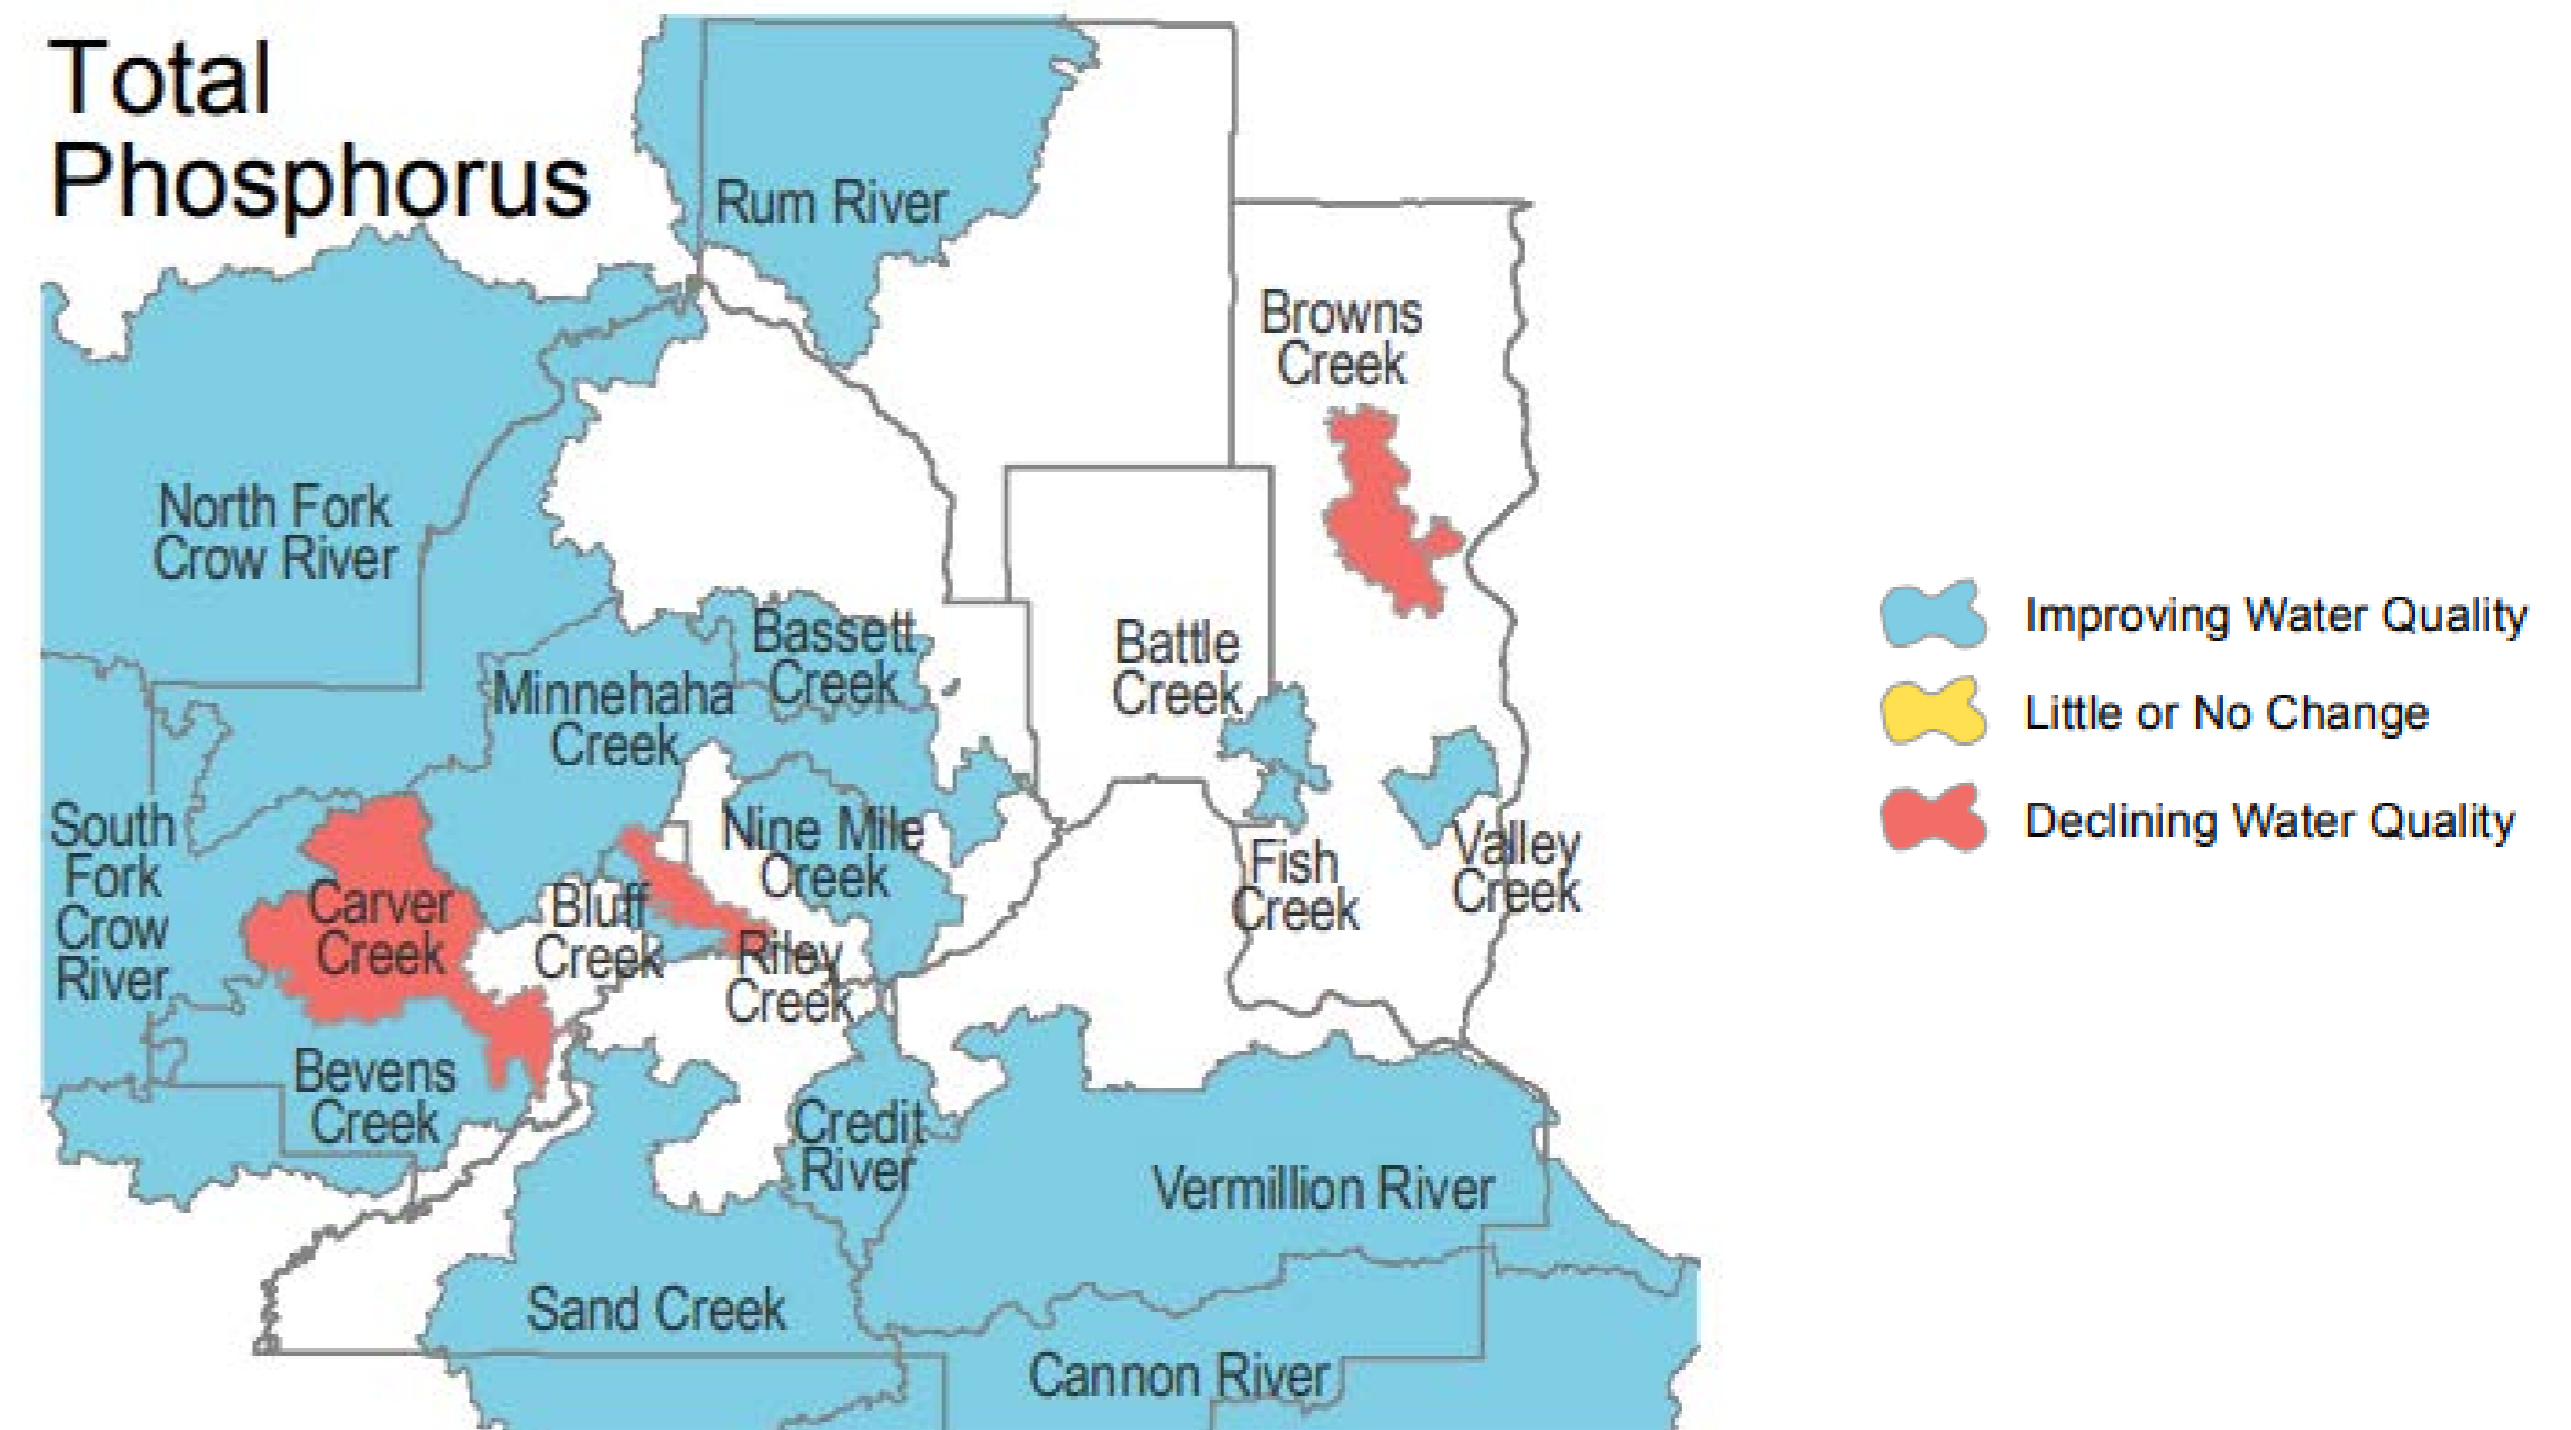 Total
Phosphorus
Rum River
Browns
Creek
North Fork
Crow River
Bassett
Creek
Battle
Creek
Minnehaha
Creek
South
Fork
Crow
River
Nine Mile
Creek
Fish
Creek
Valley
Creek
Carver
Creek
Bluff
Creek
Riley
Creek
Bevens
Creek
Credit
River
Vermillion River
Sand Creek
Cannon River
Improving Water Quality
Little or No Change
Declining Water Quality